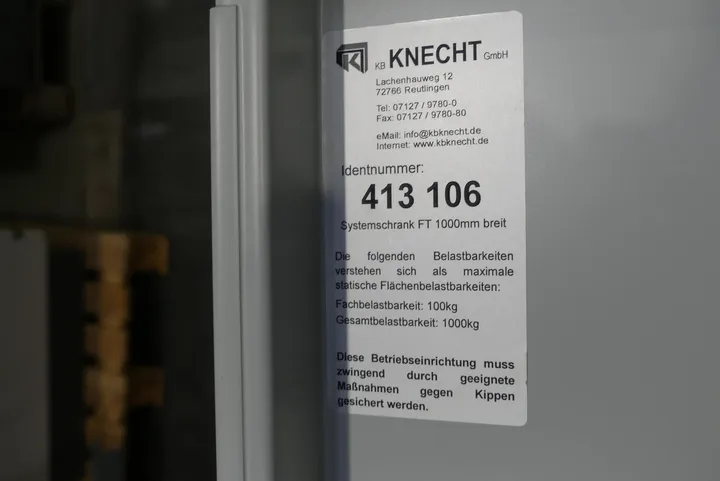 K KB KNECHT GmbH
Lachenhauweg 12
72766 Reutlingen
Tel: 07127 / 9780-0
Fax: 07127 / 9780-80
eMail: info@kbknecht.de
Internet: www.kbknecht.de
Identnummer:
413 106
Systemschrank FT 1000mm breit
Die folgenden Belastbarkeiten
verstehen sich als maximale
statische Flächenbelastbarkeiten:
Fachbelastbarkeit: 100kg
Gesamtbelastbarkeit: 1000kg
Diese Betriebseinrichtung muss
zwingend durch geeignete
Maßnahmen gegen Kippen
gesichert werden.